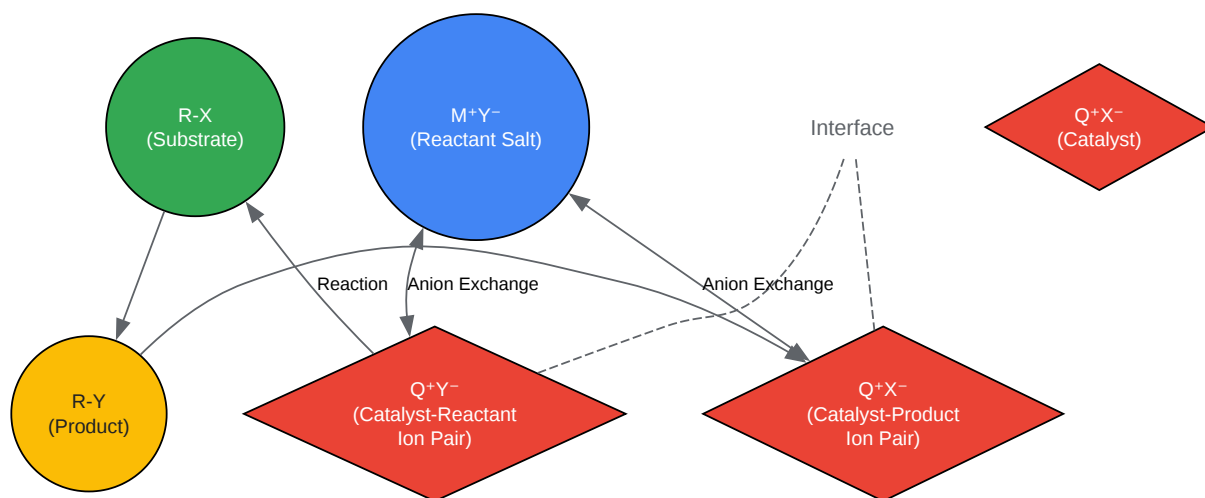 R-X
(Substrate)
M⁺Y⁻
(Reactant Salt)
Interface
Q⁺X⁻
(Catalyst)
Reaction
Anion Exchange
Anion Exchange
R-Y
(Product)
Q⁺Y⁻
(Catalyst-Reactant
Ion Pair)
Q⁺X⁻
(Catalyst-Product
Ion Pair)